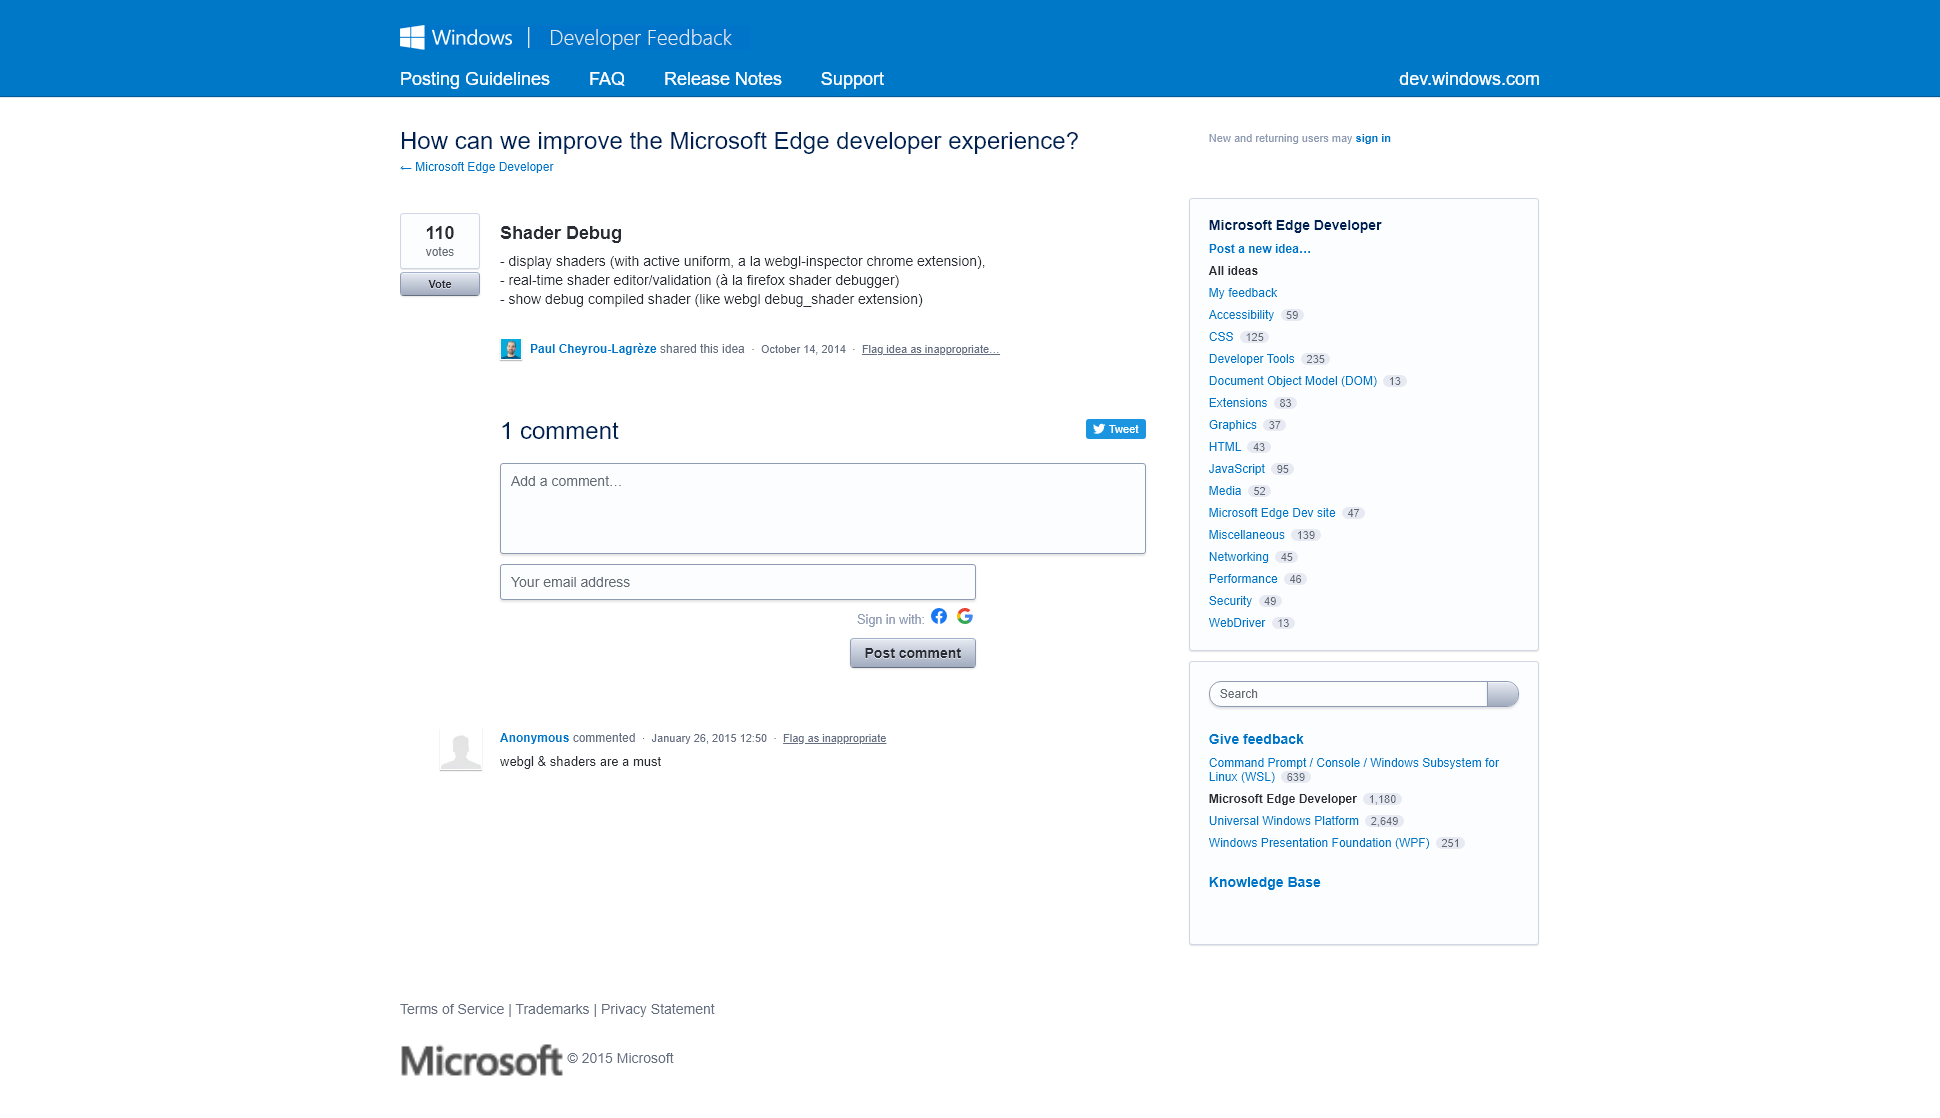 Windows | Developer Feedback
Posting Guidelines FAQ Release Notes Support dev.windows.com
How can we improve the Microsoft Edge developer experience?
← Microsoft Edge Developer
New and returning users may sign in
110
votes
Vote
Shader Debug
- display shaders (with active uniform, a la webgl-inspector chrome extension),
- real-time shader editor/validation (à la firefox shader debugger)
- show debug compiled shader (like webgl debug_shader extension)
Paul Cheyrou-Lagrèze shared this idea · October 14, 2014 · Flag idea as inappropriate…
1 comment
Tweet
Add a comment…
Your email address
Sign in with:
Post comment
Anonymous commented · January 26, 2015 12:50 · Flag as inappropriate
webgl & shaders are a must
Microsoft Edge Developer
Post a new idea…
All ideas
My feedback
Accessibility 59
CSS 125
Developer Tools 235
Document Object Model (DOM) 13
Extensions 83
Graphics 37
HTML 43
JavaScript 95
Media 52
Microsoft Edge Dev site 47
Miscellaneous 139
Networking 45
Performance 46
Security 49
WebDriver 13
Search
Give feedback
Command Prompt / Console / Windows Subsystem for
Linux (WSL) 639
Microsoft Edge Developer 1,180
Universal Windows Platform 2,649
Windows Presentation Foundation (WPF) 251
Knowledge Base
Terms of Service | Trademarks | Privacy Statement
Microsoft © 2015 Microsoft